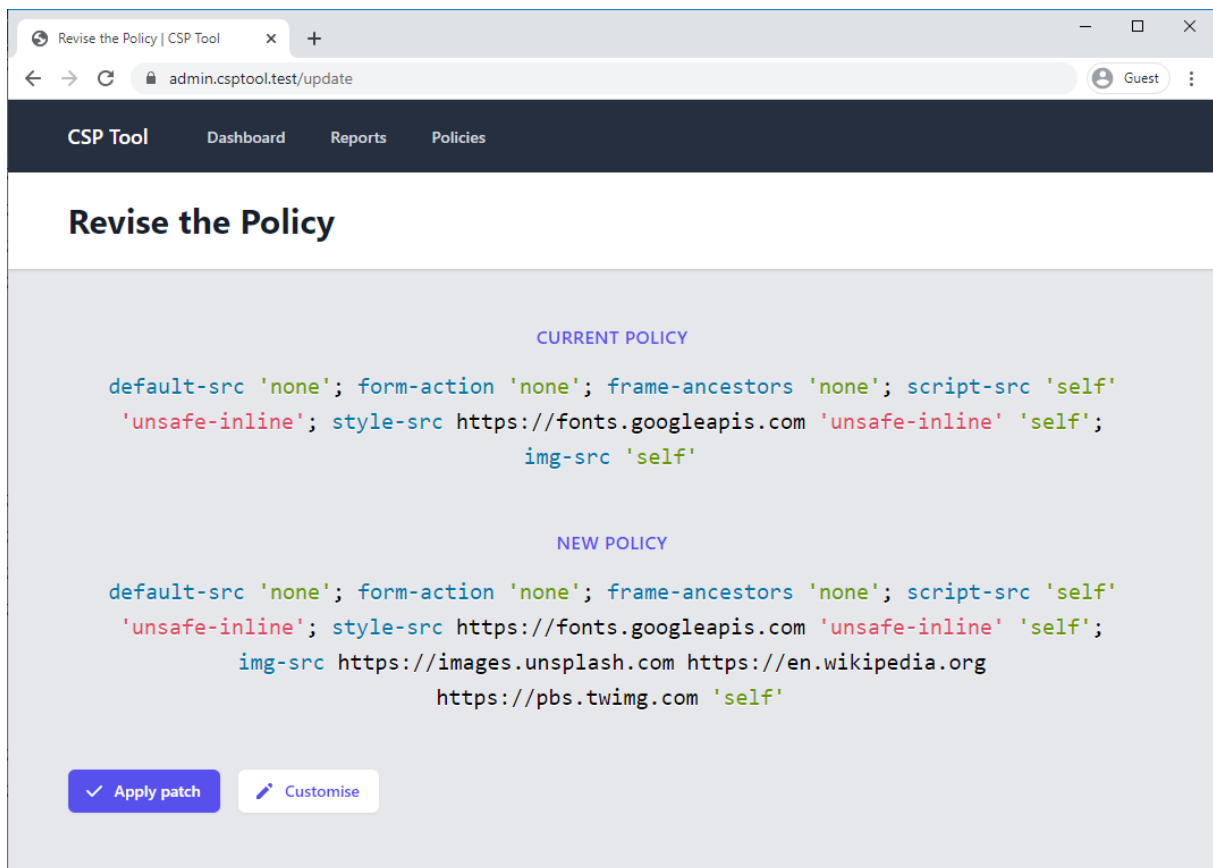 Revise the Policy | CSP Tool
admin.csptool.test/update
Guest
CSP Tool Dashboard Reports Policies
Revise the Policy
CURRENT POLICY
default-src 'none'; form-action 'none'; frame-ancestors 'none'; script-src 'self'
'unsafe-inline'; style-src https://fonts.googleapis.com 'unsafe-inline' 'self';
img-src 'self'
NEW POLICY
default-src 'none'; form-action 'none'; frame-ancestors 'none'; script-src 'self'
'unsafe-inline'; style-src https://fonts.googleapis.com 'unsafe-inline' 'self';
img-src https://images.unsplash.com https://en.wikipedia.org
https://pbs.twimg.com 'self'
Apply patch Customise